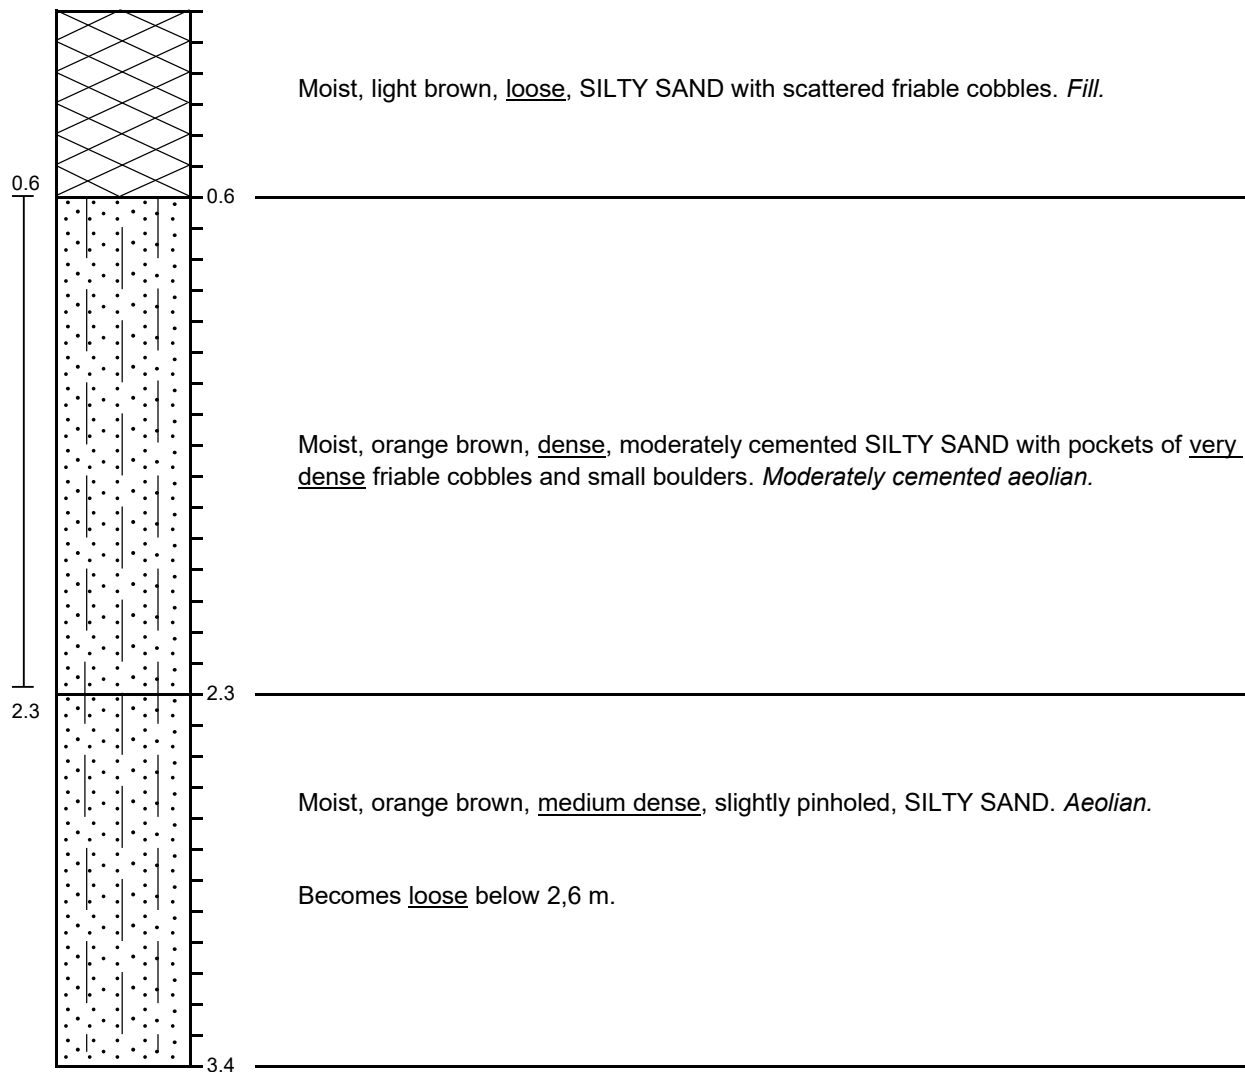 Moist, light brown, loose, SILTY SAND with scattered friable cobbles. Fill.
0.6
0.6
Moist, orange brown, dense, moderately cemented SILTY SAND with pockets of very
dense friable cobbles and small boulders. Moderately cemented aeolian.
2.3
2.3
Moist, orange brown, medium dense, slightly pinholed, SILTY SAND. Aeolian.
Becomes loose below 2,6 m.
3.4